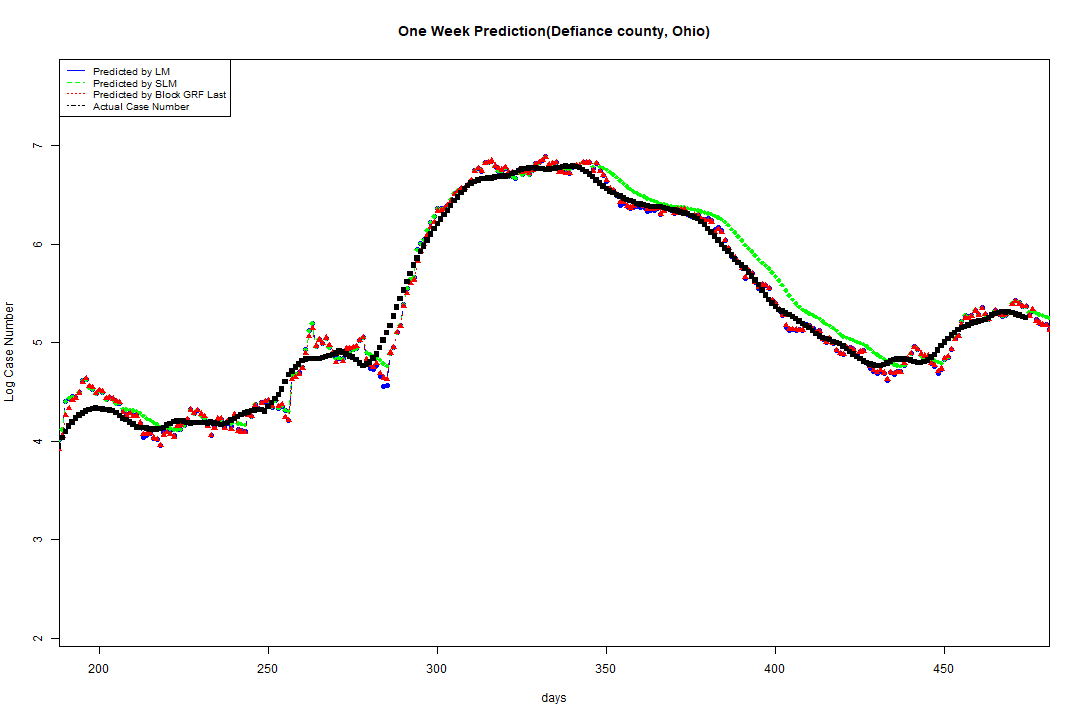 One Week Prediction(Defiance county, Ohio)
Predicted by LM
Predicted by SLM
Predicted by Block GRF Last
Actual Case Number
7
6
5
4
3
2
Log Case Number
200 250 300 350 400 450
days